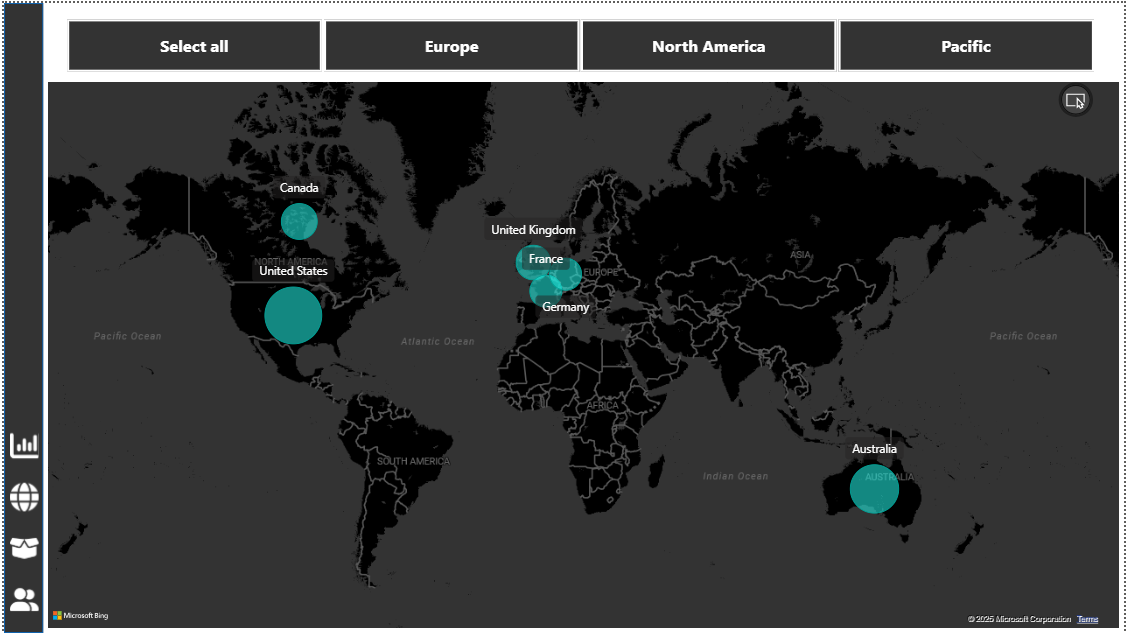 Select all
Europe
North America
Pacific
Canada
United Kingdom
NORTH AMERICA
United States
France
EUROPE
ASIA
Germany
Pacific Ocean
Atlantic Ocean
Pacific Ocean
AFRICA
SOUTH AMERICA
Australia
Indian Ocean
AUSTRALIA
Microsoft Bing
© 2025 Microsoft Corporation Terms